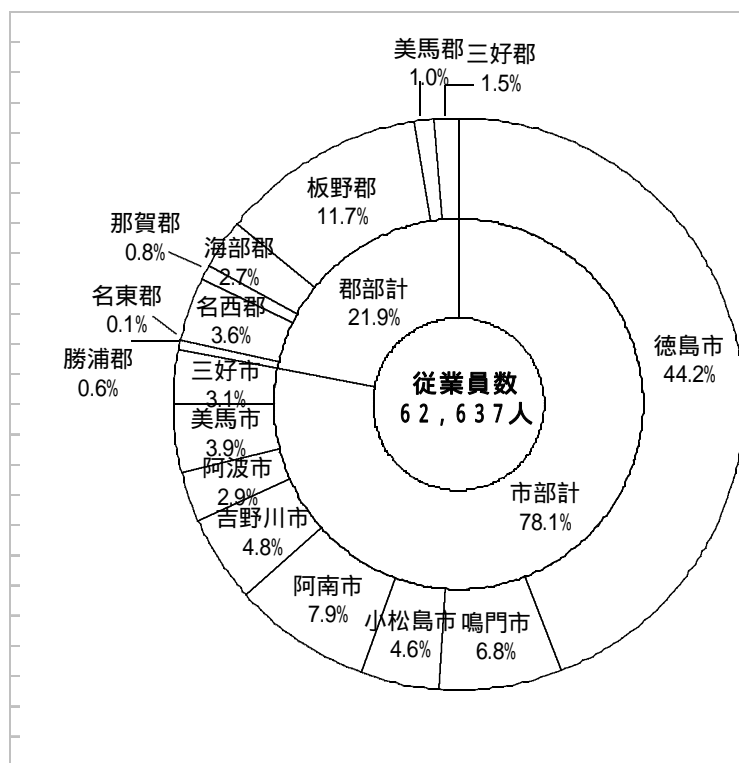 美馬郡
1.0%
三好郡
1.5%
板野郡
11.7%
那賀郡
0.8%
海部郡
2.7%
名東郡
0.1%
名西郡
3.6%
勝浦郡
0.6%
三好市
3.1%
美馬市
3.9%
阿波市
2.9%
吉野川市
4.8%
阿南市
7.9%
小松島市
4.6%
鳴門市
6.8%
徳島市
44.2%
郡部計
21.9%
従業員数
62,637人
市部計
78.1%